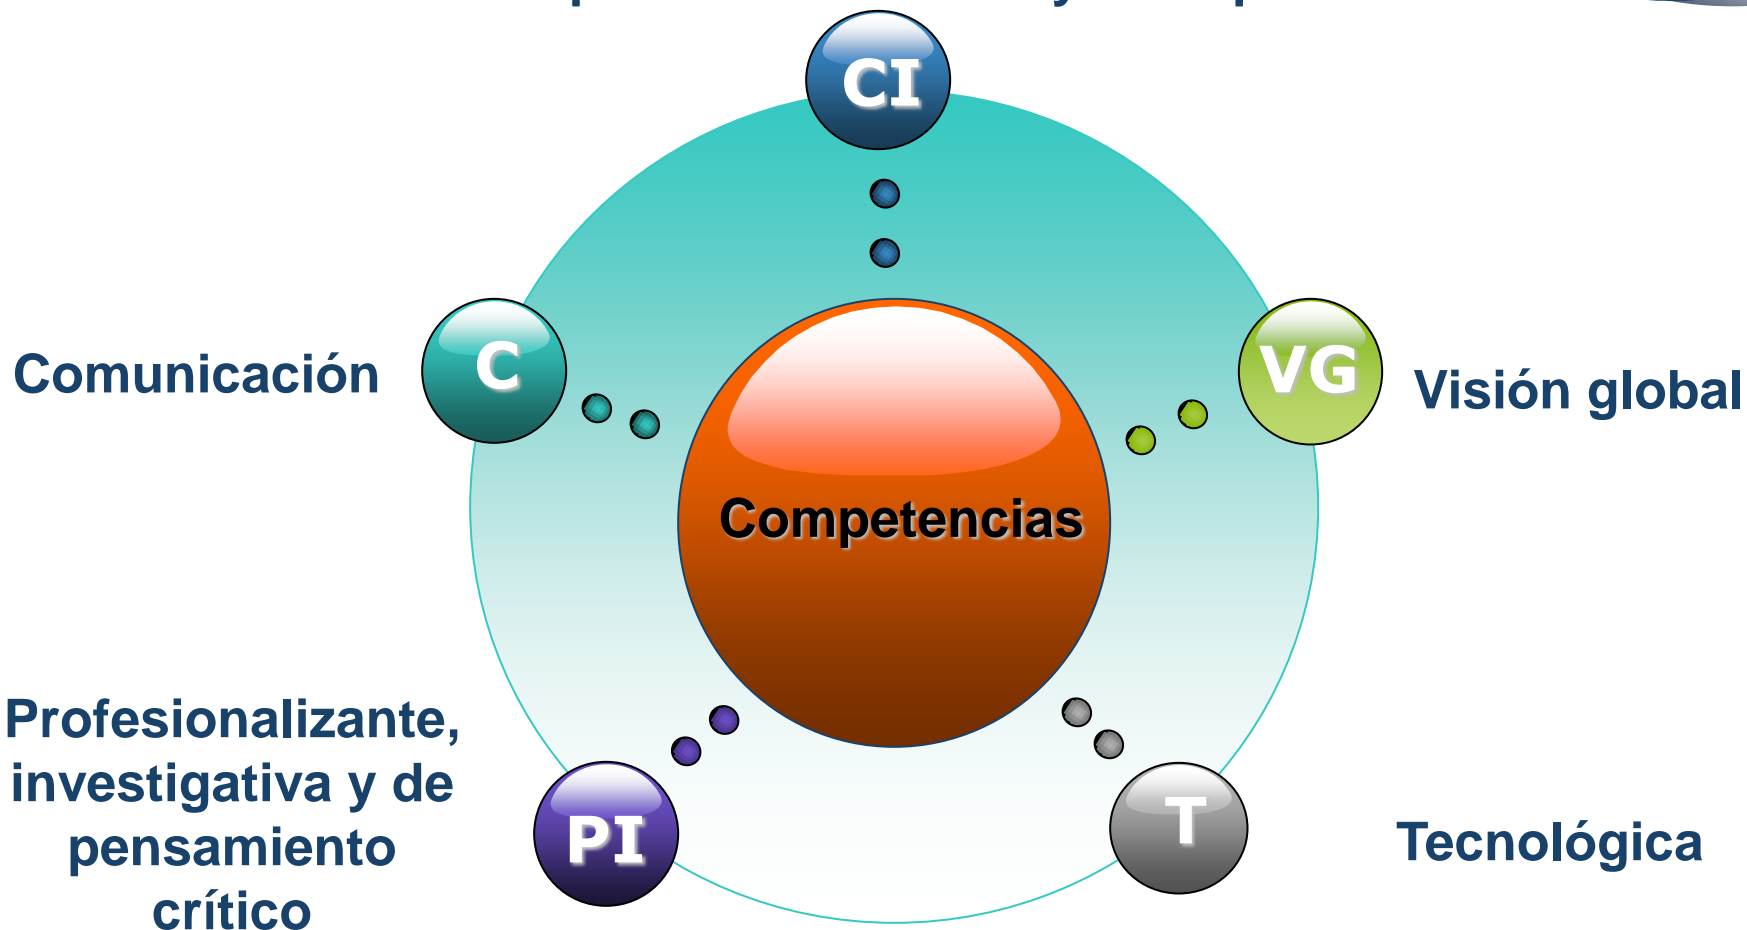 CI
C
VG
Comunicación
Visión global
Competencias
Profesionalizante,
investigativa y de
pensamiento
crítico
PI
T
Tecnológica